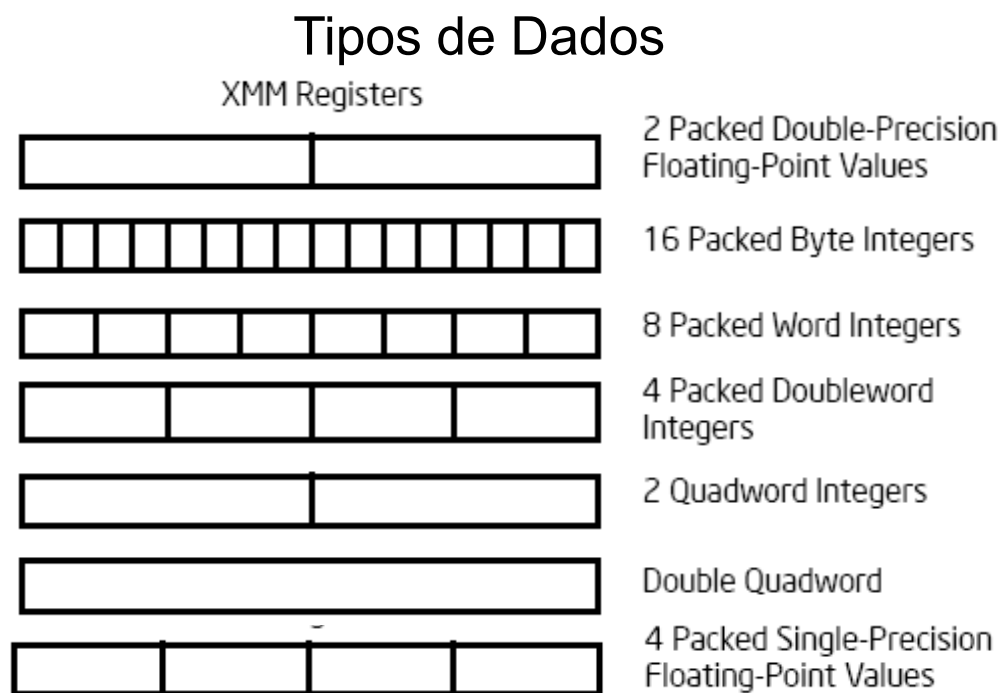 Tipos de Dados
XMM Registers
2 Packed Double-Precision
Floating-Point Values
16 Packed Byte Integers
8 Packed Word Integers
4 Packed Doubleword
Integers
2 Quadword Integers
Double Quadword
4 Packed Single-Precision
Floating-Point Values